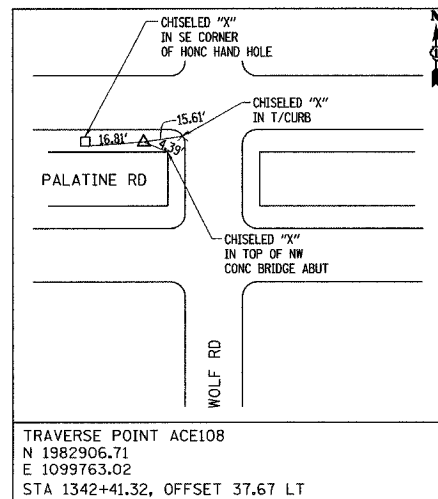 CHISELED "X"
IN SE CORNER
OF HONC HAND HOLE
N
15.61'
CHISELED "X"
IN T/CURB
16.81'
4.39'
PALATINE RD
CHISELED "X"
IN TOP OF NW
CONC BRIDGE ABUT
WOLF RD
TRAVERSE POINT ACE108
N 1982906.71
E 1099763.02
STA 1342+41.32, OFFSET 37.67 LT